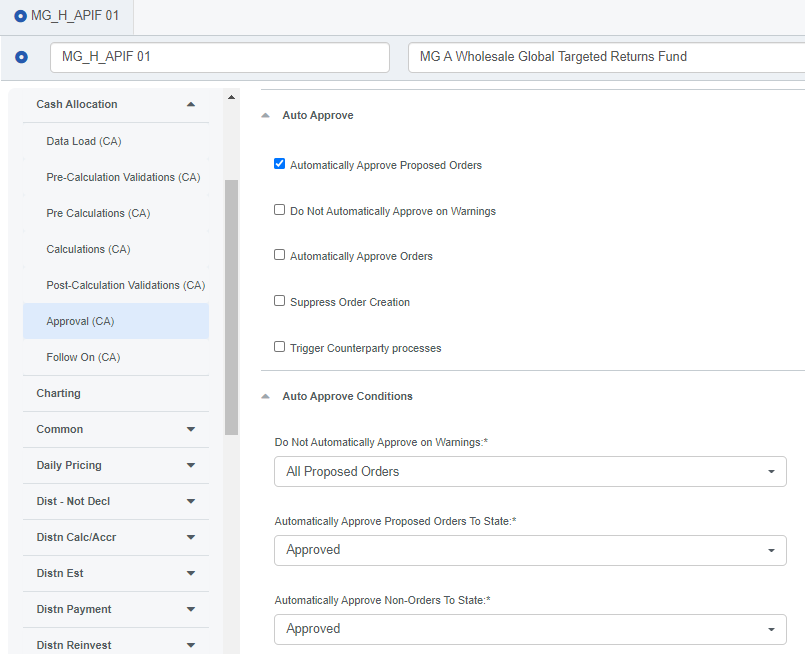 MG_H_APIF 01
MG_H_APIF 01
MG A Wholesale Global Targeted Returns Fund
Cash Allocation
Data Load (CA)
Pre-Calculation Validations (CA)
Pre Calculations (CA)
Calculations (CA)
Post-Calculation Validations (CA)
Approval (CA)
Follow On (CA)
Charting
Common
Daily Pricing
Dist - Not Decl
Distn Calc/Accr
Distn Est
Distn Payment
Distn Reinvest
Auto Approve
Automatically Approve Proposed Orders
Do Not Automatically Approve on Warnings
Automatically Approve Orders
Suppress Order Creation
Trigger Counterparty processes
Auto Approve Conditions
Do Not Automatically Approve on Warnings:*
All Proposed Orders
Automatically Approve Proposed Orders To State:*
Approved
Automatically Approve Non-Orders To State:*
Approved